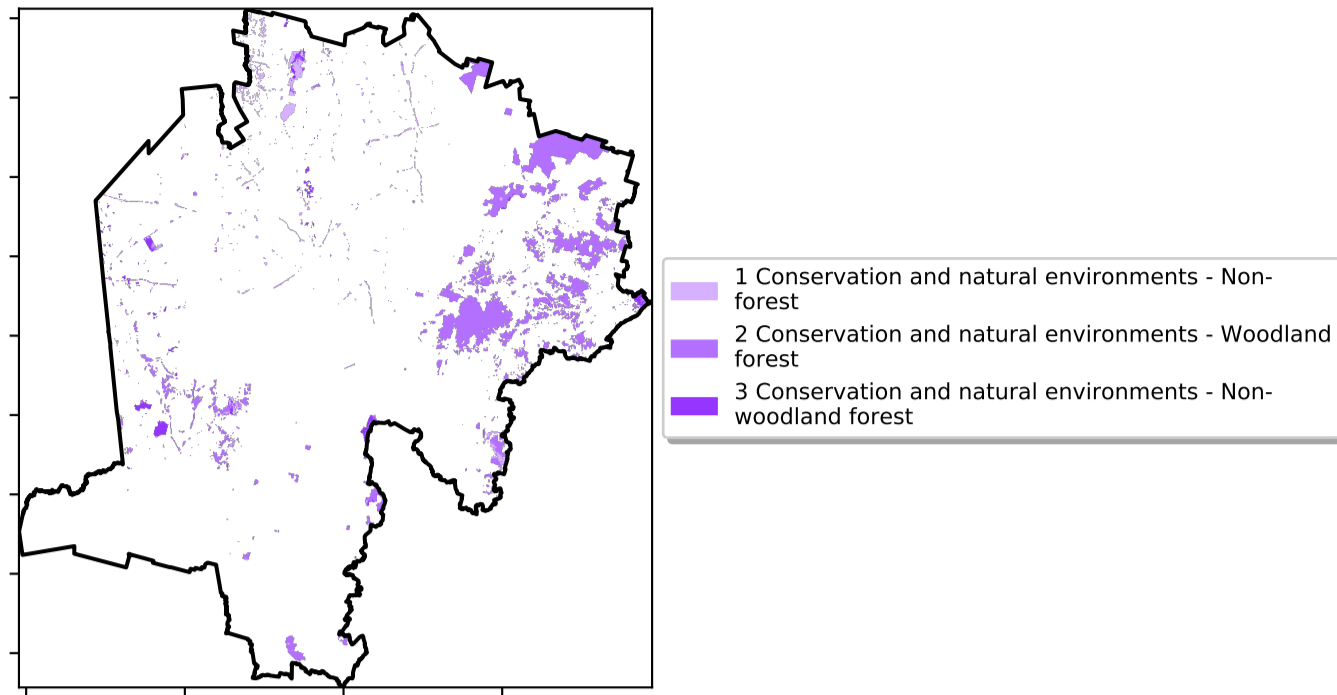 1 Conservation and natural environments - Non-
forest
2 Conservation and natural environments - Woodland
forest
3 Conservation and natural environments - Non-
woodland forest